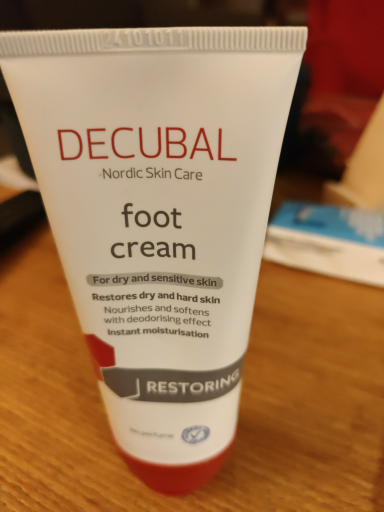 24101011
DECUBAL
Nordic Skin Care
foot
cream
For dry and sensitive skin
Restores dry and hard skin
Nourishes and softens
with deodorising effect
Instant moisturisation
RESTORING